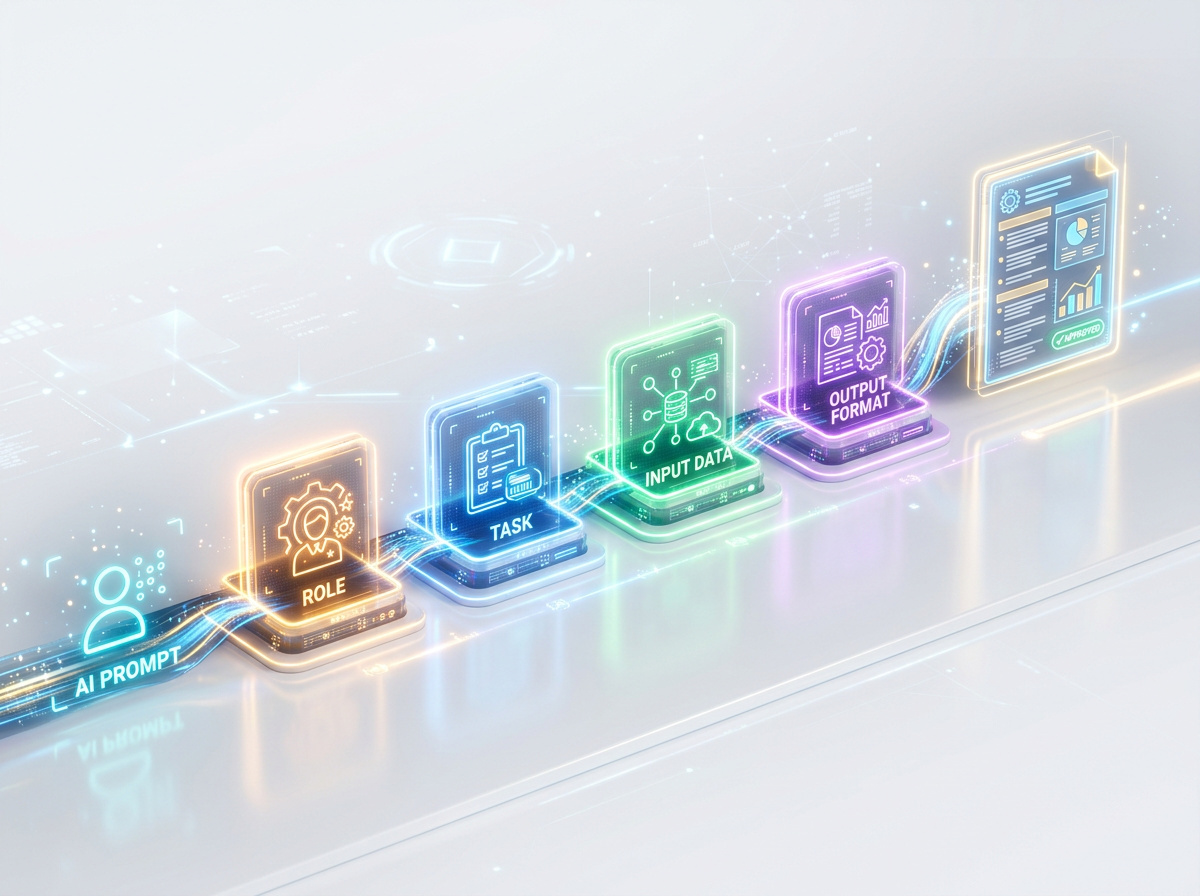 AI PROMPT
ROLE
TASK
INPUT DATA
OUTPUT
FORMAT